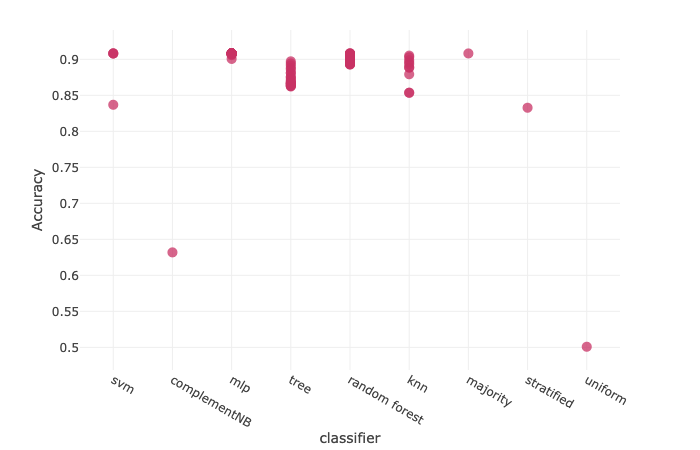 0.9
0.85
0.8
0.75
0.7
0.65
0.6
0.55
0.5
Accuracy
svm
complementNB
mlp
tree
random forest
knn
majority
stratified
uniform
classifier